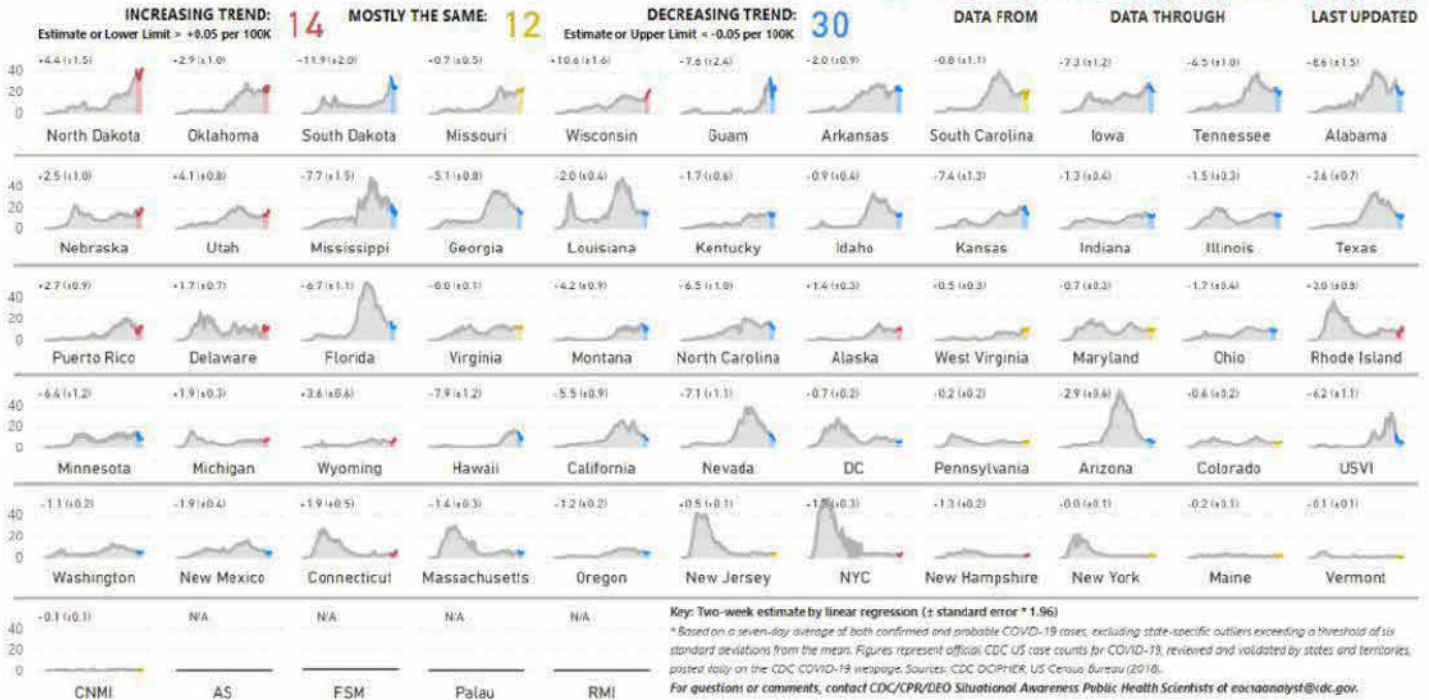 INCREASING TREND: 14 MOSTLY THE SAME: 12 DECREASING TREND: 30 DATA FROM DATA THROUGH LAST UPDATED
Estimate or Lower Limit > +0.05 per 100K Estimate or Upper Limit < -0.05 per 100K
40 +4.4 (±1.5) +2.9 (±1.0) -11.9 (±2.0) +0.7 (±0.5) +10.6 (±1.6) -7.6 (±2.4) -2.0 (±0.9) -0.8 (±1.1) -7.3 (±1.2) (±1.0) -8.6 (±1.5)
20
0
North Dakota Oklahoma South Dakota Missouri Wisconsin Guam Arkansas South Carolina Iowa Tennessee Alabama
40 +2.5 (±1.0) +4.1 (±0.8) -7.7 (±1.5) -5.1 (±0.8) -2.0 (±0.4) -1.7 (±0.6) -0.9 (±0.4) -7.4 (±1.3) (±0.4) -1.5 (±0.3) (±0.7)
20
0
Nebraska Utah Mississippi Georgia Louisiana Kentucky Idaho Kansas Indiana Illinois Texas
40 +2.7 (±0.9) +1.7 (±0.7) -6.7 (±1.1) -0.0 (±0.1) -4.2 (±0.9) -6.5 (±1.0) +1.4 (±0.3) +0.5 (±0.3) (±0.3) -1.7 (±0.4) +3.0
20
0
Puerto Rico Delaware Florida Virginia Montana North Carolina Alaska West Virginia Maryland Ohio Rhode Island
40 -6.4 (±1.2) +1.9 (±0.3) +3.6 (±0.6) -7.9 (±1.2) -5.5 (±0.9) -7.1 (±1.1) -0.7 (±0.2) (±0.2) -2.9 (±0.6) (±0.2) -6.2 (±1.1)
20
0
Minnesota Michigan Wyoming Hawaii California Nevada DC Pennsylvania Arizona Colorado USVI
40 -1.1 (±0.2) -1.9 (±0.4) +1.9 (±0.5) -1.4 (±0.3) -1.2 (±0.2) +0.5 (±0.1) (±0.3) +1.3 (±0.2) (±0.1) (±0.1) (±0.1)
20
0
Washington New Mexico Connecticut Massachusetts Oregon New Jersey NYC New Hampshire New York Maine Vermont
40 -0.1 (±0.1) N/A N/A N/A N/A
20
0
CNMI AS FSM Palau RMI
Key: Two-week estimate by linear regression (± standard error * 1.96)
* Based on a seven-day average of both confirmed and probable COVID-19 cases, excluding state-specific outliers exceeding a threshold of six
standard deviations from the mean. Figures represent official CDC US case counts for COVID-19, reviewed and validated by states and territories,
posted daily on the CDC COVID-19 webpage. Sources: CDC DCIPHER, US Census Bureau (2018).
For questions or comments, contact CDC/CPR/DEO Situational Awareness Public Health Scientists at eocsaanalyst@cdc.gov.